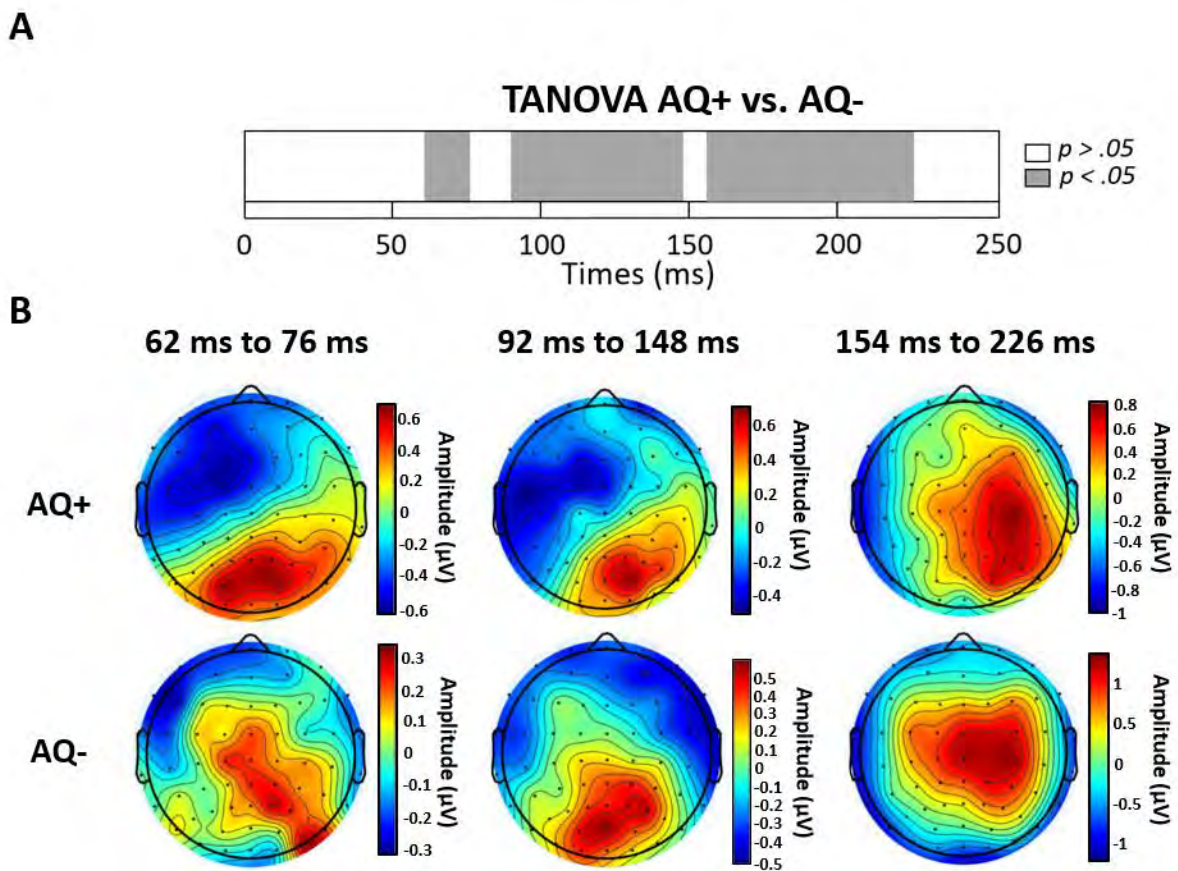 A
TANOVA AQ+ vs. AQ-
p > .05
p < .05
0 50 100 150 200 250
Times (ms)
B
62 ms to 76 ms 92 ms to 148 ms 154 ms to 226 ms
AQ+
0.6
0.4
0.2
0
-0.2
-0.4
-0.6
Amplitude (µV)
0.6
0.4
0.2
0
-0.2
-0.4
Amplitude (µV)
0.8
0.6
0.4
0.2
0
-0.2
-0.4
-0.6
-0.8
-1
Amplitude (µV)
AQ-
0.3
0.2
0.1
0
-0.1
-0.2
-0.3
Amplitude (µV)
0.5
0.4
0.3
0.2
0.1
0
-0.1
-0.2
-0.3
-0.4
-0.5
Amplitude (µV)
1
0.5
0
-0.5
-1
Amplitude (µV)